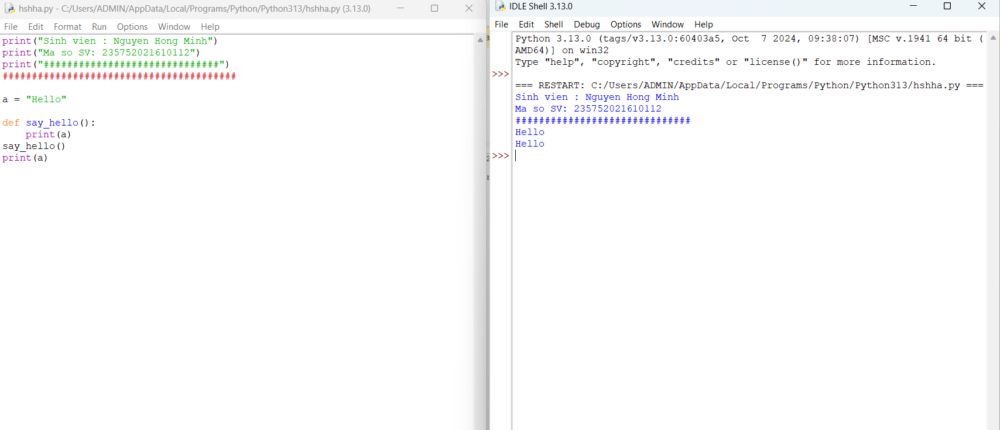 hshha.py - C:/Users/ADMIN/AppData/Local/Programs/Python/Python313/hshha.py (3.13.0)
File Edit Format Run Options Window Help
print("Sinh vien : Nguyen Hong Minh")
print("Ma so SV: 235752021610112")
print("##############################")
########################################
a = "Hello"
def say_hello():
    print(a)
say_hello()
print(a)
IDLE Shell 3.13.0
File Edit Shell Debug Options Window Help
Python 3.13.0 (tags/v3.13.0:60403a5, Oct  7 2024, 09:38:07) [MSC v.1941 64 bit (
AMD64)] on win32
Type "help", "copyright", "credits" or "license()" for more information.
>>>
=== RESTART: C:/Users/ADMIN/AppData/Local/Programs/Python/Python313/hshha.py ===
Sinh vien : Nguyen Hong Minh
Ma so SV: 235752021610112
##############################
Hello
Hello
>>>